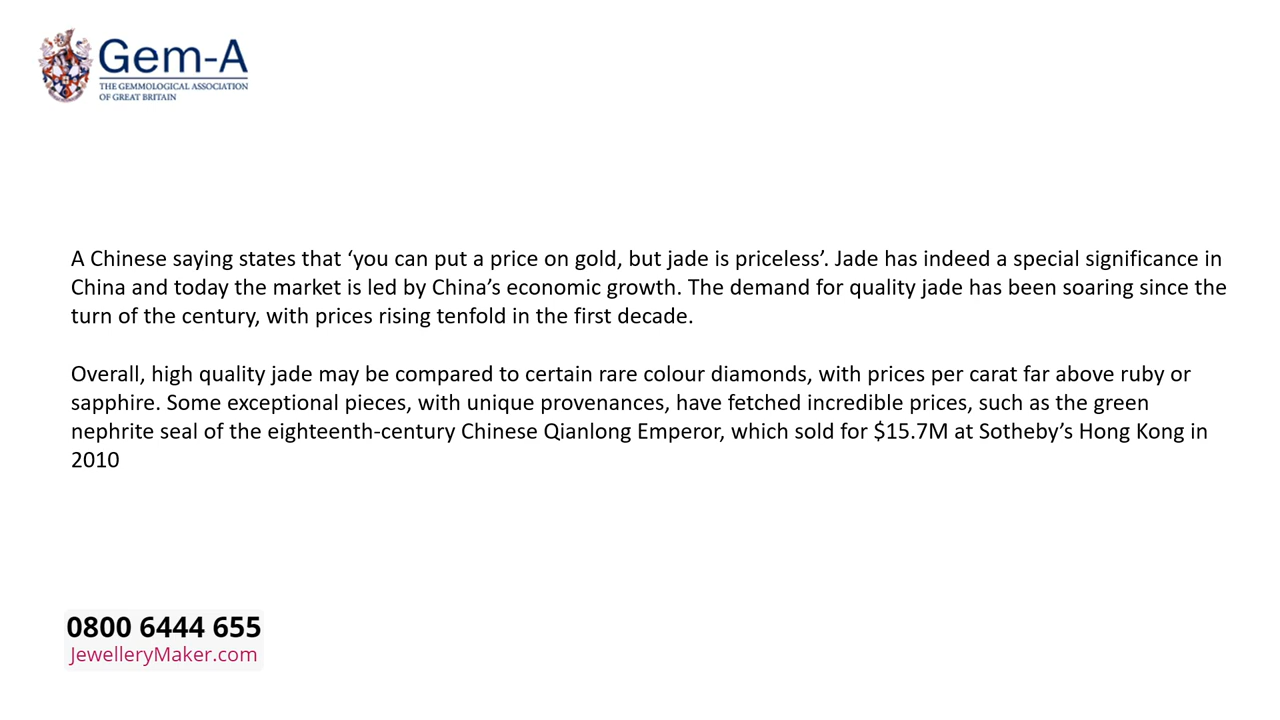 Gem-A
THE GEMMOLOGICAL ASSOCIATION
OF GREAT BRITAIN
A Chinese saying states that ‘you can put a price on gold, but jade is priceless’. Jade has indeed a special significance in
China and today the market is led by China’s economic growth. The demand for quality jade has been soaring since the
turn of the century, with prices rising tenfold in the first decade.
Overall, high quality jade may be compared to certain rare colour diamonds, with prices per carat far above ruby or
sapphire. Some exceptional pieces, with unique provenances, have fetched incredible prices, such as the green
nephrite seal of the eighteenth-century Chinese Qianlong Emperor, which sold for $15.7M at Sotheby’s Hong Kong in
2010
0800 6444 655
JewelleryMaker.com